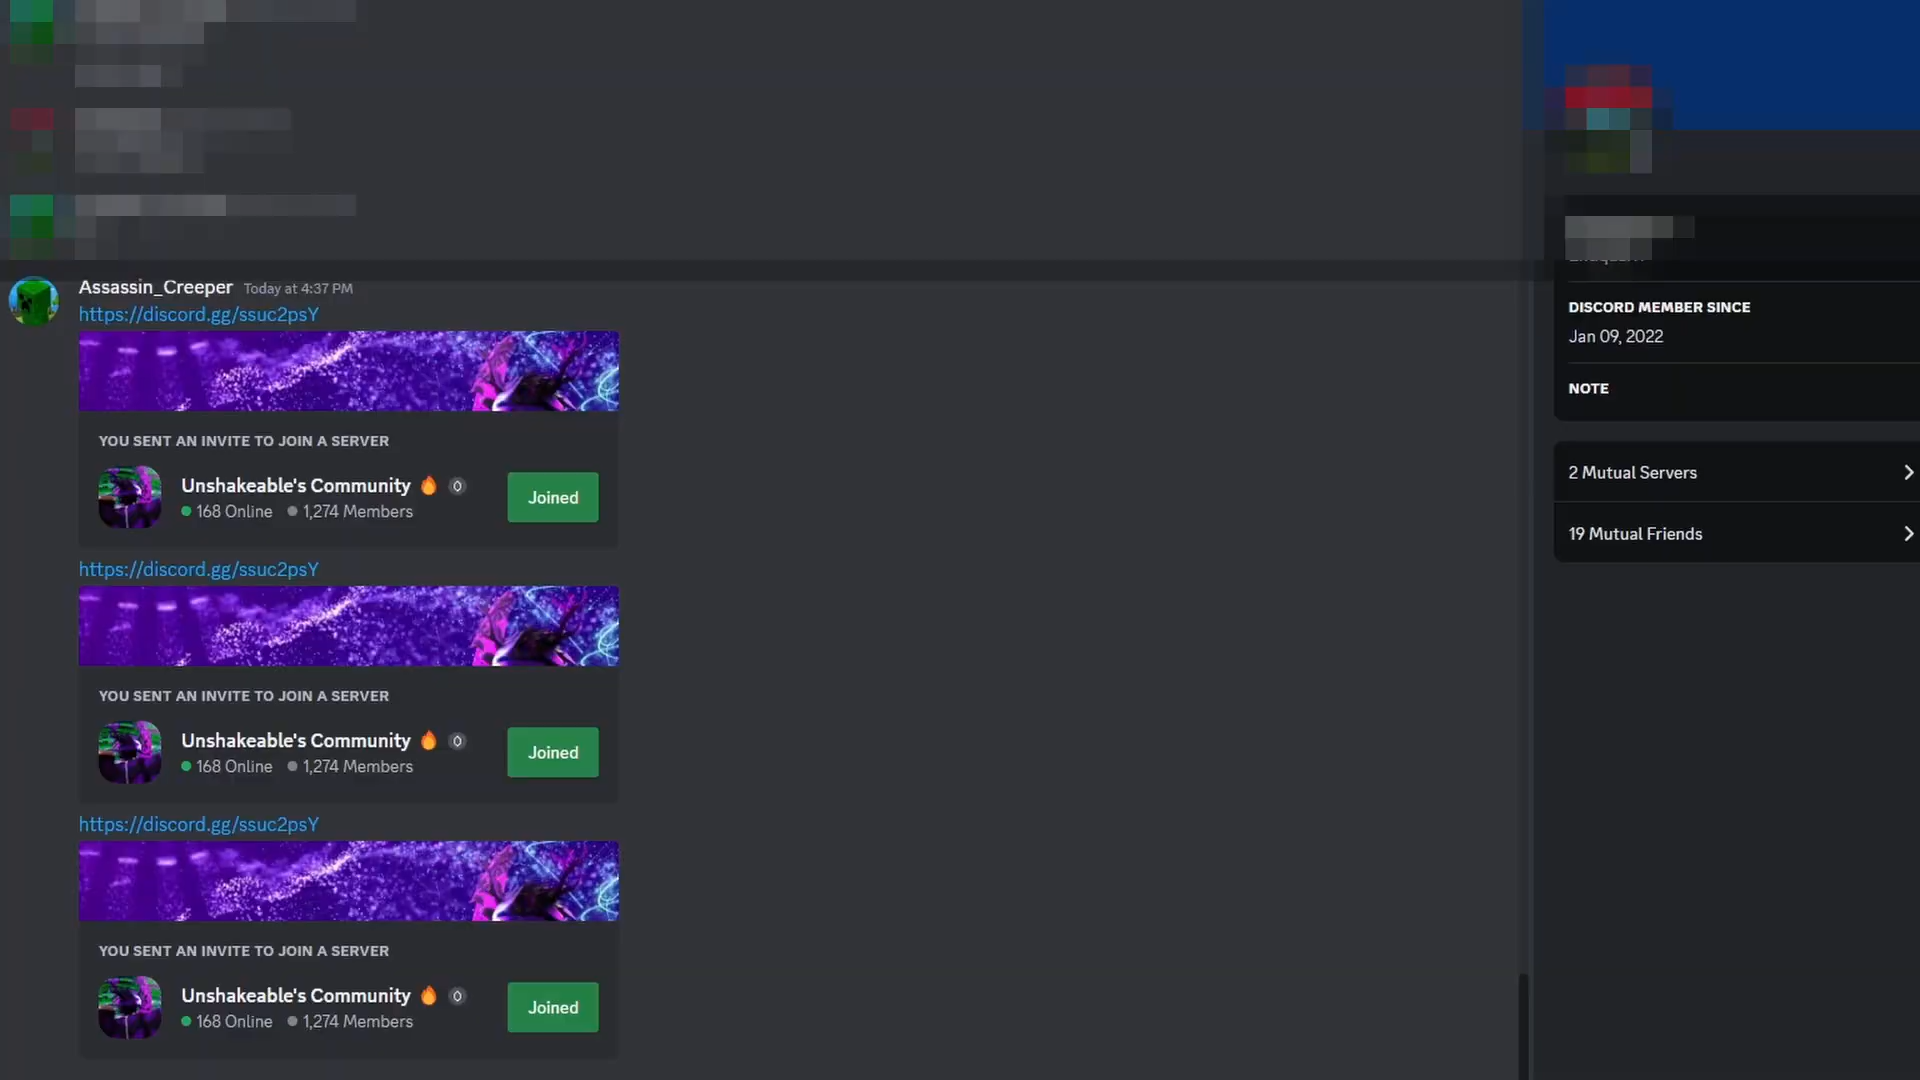 Assassin_Creeper Today at 4:37 PM
https://discord.gg/ssuc2psY
YOU SENT AN INVITE TO JOIN A SERVER
Unshakeable's Community 🔥
168 Online 1,274 Members
Joined
https://discord.gg/ssuc2psY
YOU SENT AN INVITE TO JOIN A SERVER
Unshakeable's Community 🔥
168 Online 1,274 Members
Joined
https://discord.gg/ssuc2psY
YOU SENT AN INVITE TO JOIN A SERVER
Unshakeable's Community 🔥
168 Online 1,274 Members
Joined
DISCORD MEMBER SINCE
Jan 09, 2022
NOTE
2 Mutual Servers
19 Mutual Friends